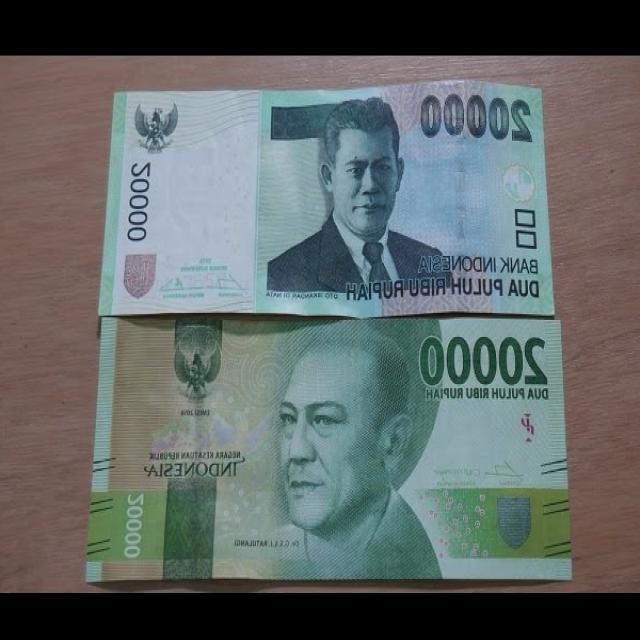 20000
20000
BANK INDONESIA
DUA PULUH RIBU RUPIAH
OTO ISKANDAR DI NATA
20000
DUA PULUH RIBU RUPIAH
EMISI 2016
NEGARA KESATUAN REPUBLIK
INDONESIA
20000
Dr. G.S.S.J. RATULANGI